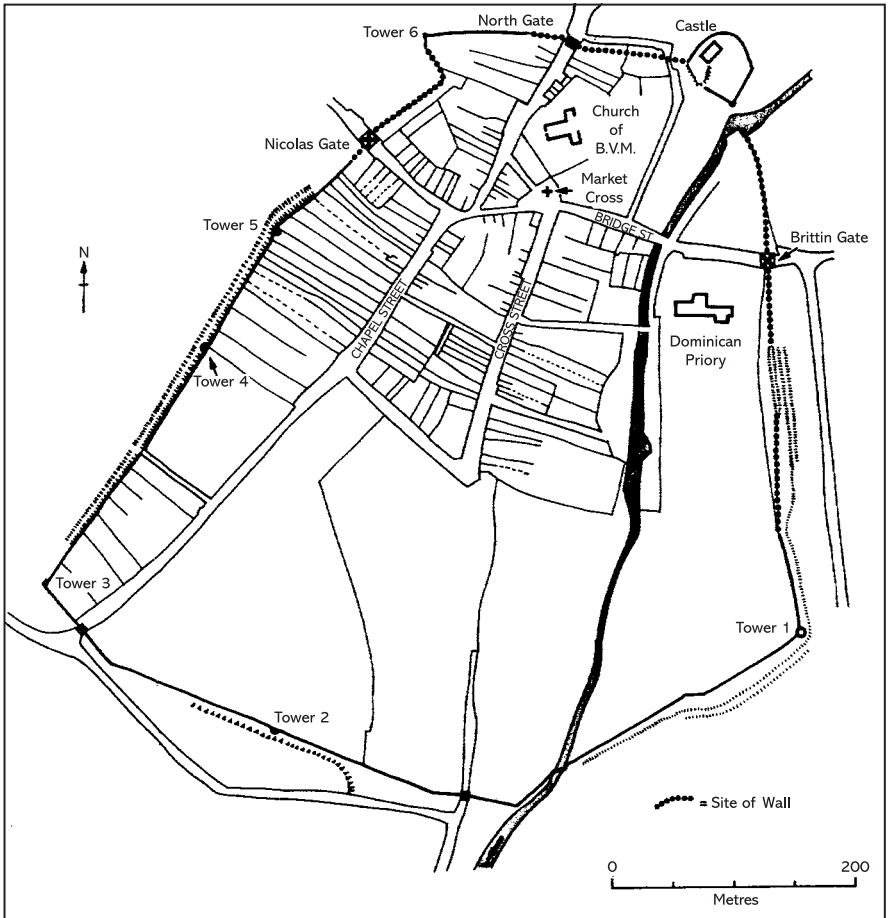 North Gate
Castle
Tower 6
Church
of
B.V.M.
Nicolas Gate
Market
Cross
Tower 5
BRIDGE ST
Brittin Gate
N
CHAPEL STREET
CROSS STREET
Dominican
Priory
Tower 4
Tower 3
Tower 1
Tower 2
= Site of Wall
0 200
Metres